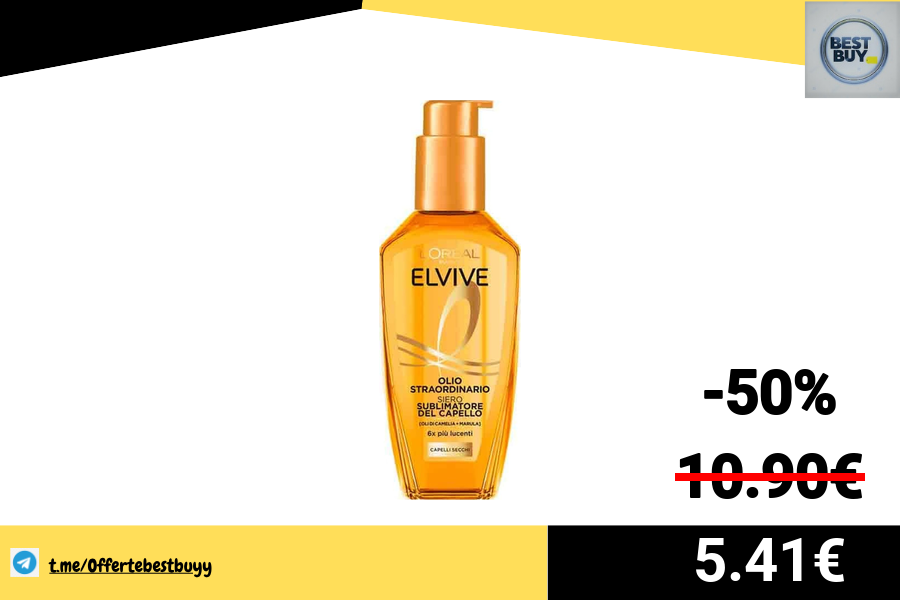 BEST
BUY
L'ORÉAL
ELVIVE
OLIO
STRAORDINARIO
SIERO
SUBLIMATORE
DEL CAPELLO
[OLI DI CAMELIA + MARULA]
6x più lucenti
CAPELLI SECCHI
-50%
10.90€
5.41€
t.me/Offertebestbuyy